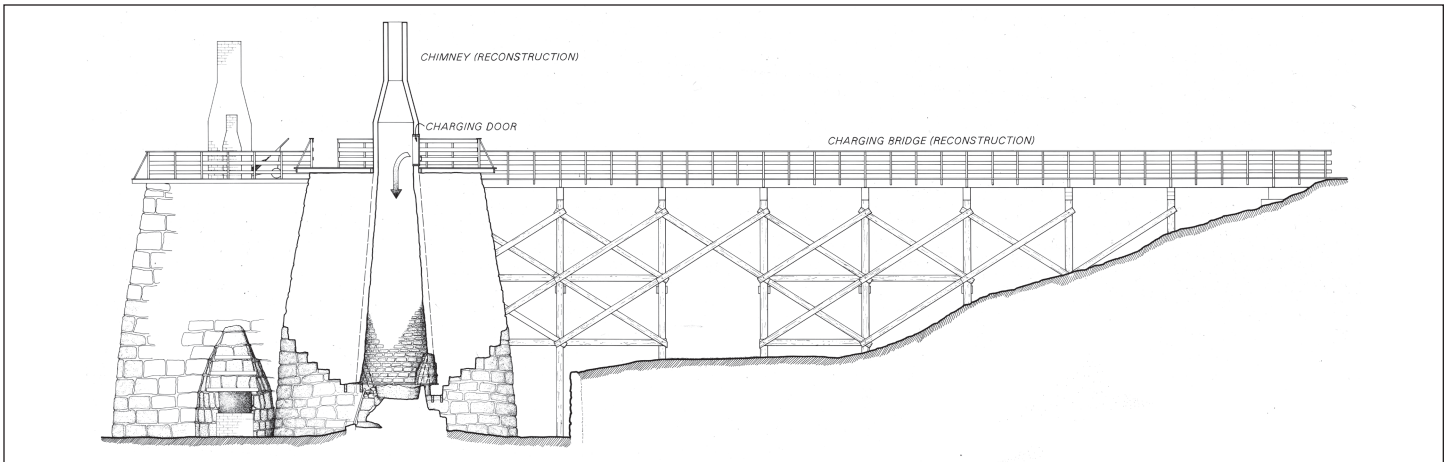 CHIMNEY (RECONSTRUCTION)
CHARGING DOOR
CHARGING BRIDGE (RECONSTRUCTION)